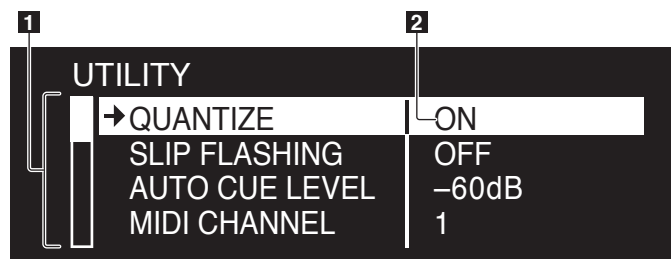 1 2
UTILITY
QUANTIZE ON
SLIP FLASHING OFF
AUTO CUE LEVEL –60dB
MIDI CHANNEL 1